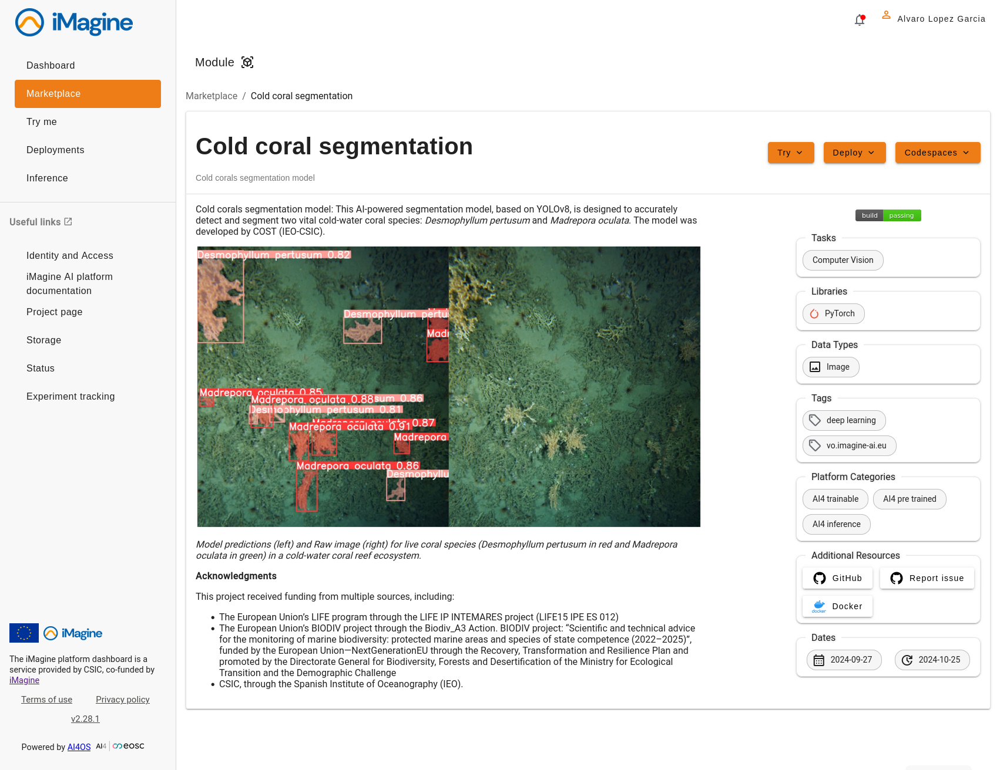 iMagine
Alvaro Lopez Garcia
Dashboard
Marketplace
Try me
Deployments
Inference
Useful links
Identity and Access
iMagine AI platform
documentation
Project page
Storage
Status
Experiment tracking
iMagine
The iMagine platform dashboard is a
service provided by CSIC, co-funded by
iMagine
Terms of use Privacy policy
v2.28.1
Powered by AI4OS AI4 eosc
Module
Marketplace / Cold coral segmentation
Cold coral segmentation
Try Deploy Codespaces
Cold corals segmentation model
Cold corals segmentation model: This AI-powered segmentation model, based on YOLOv8, is designed to accurately
detect and segment two vital cold-water coral species: Desmophyllum pertusum and Madrepora oculata. The model was
developed by COST (IEO-CSIC).
Desmophyllum pertusum 0.82
Desmophyllum pertu
Madr
Madrepora oculata 0.85
Madrepora oculata 0.88sum 0.86
Desmophyllum pertusum 0.81
Madrepora oculata 0.87
Madrepora oculata 0.91
Madrepora
Madrepora oculata 0.86
Desmophyllu
Model predictions (left) and Raw image (right) for live coral species (Desmophyllum pertusum in red and Madrepora
oculata in green) in a cold-water coral reef ecosystem.
Acknowledgments
This project received funding from multiple sources, including:
• The European Union’s LIFE program through the LIFE IP INTEMARES project (LIFE15 IPE ES 012)
• The European Union’s BIODIV project through the Biodiv_A3 Action. BIODIV project: “Scientific and technical advice
for the monitoring of marine biodiversity: protected marine areas and species of state competence (2022–2025)”,
funded by the European Union—NextGenerationEU through the Recovery, Transformation and Resilience Plan and
promoted by the Directorate General for Biodiversity, Forests and Desertification of the Ministry for Ecological
Transition and the Demographic Challenge
• CSIC, through the Spanish Institute of Oceanography (IEO).
build passing
Tasks
Computer Vision
Libraries
PyTorch
Data Types
Image
Tags
deep learning
vo.imagine-ai.eu
Platform Categories
AI4 trainable AI4 pre trained
AI4 inference
Additional Resources
GitHub Report issue
docker Docker
Dates
2024-09-27 2024-10-25